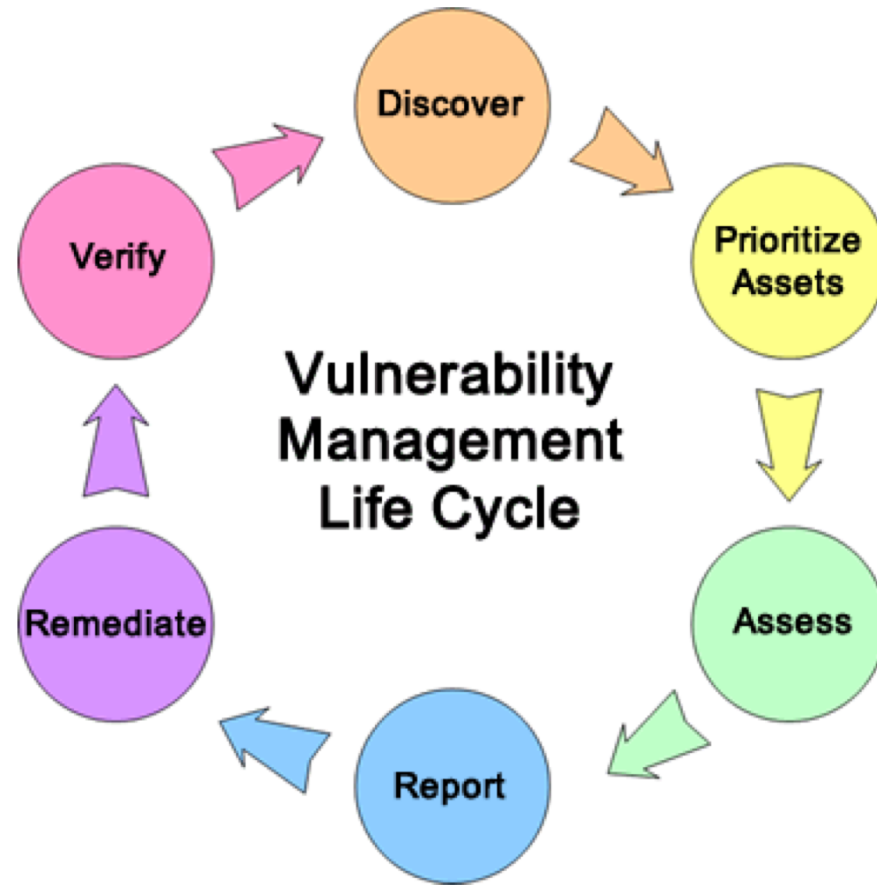 Discover
Prioritize
Assets
Assess
Report
Remediate
Verify
Vulnerability
Management
Life Cycle